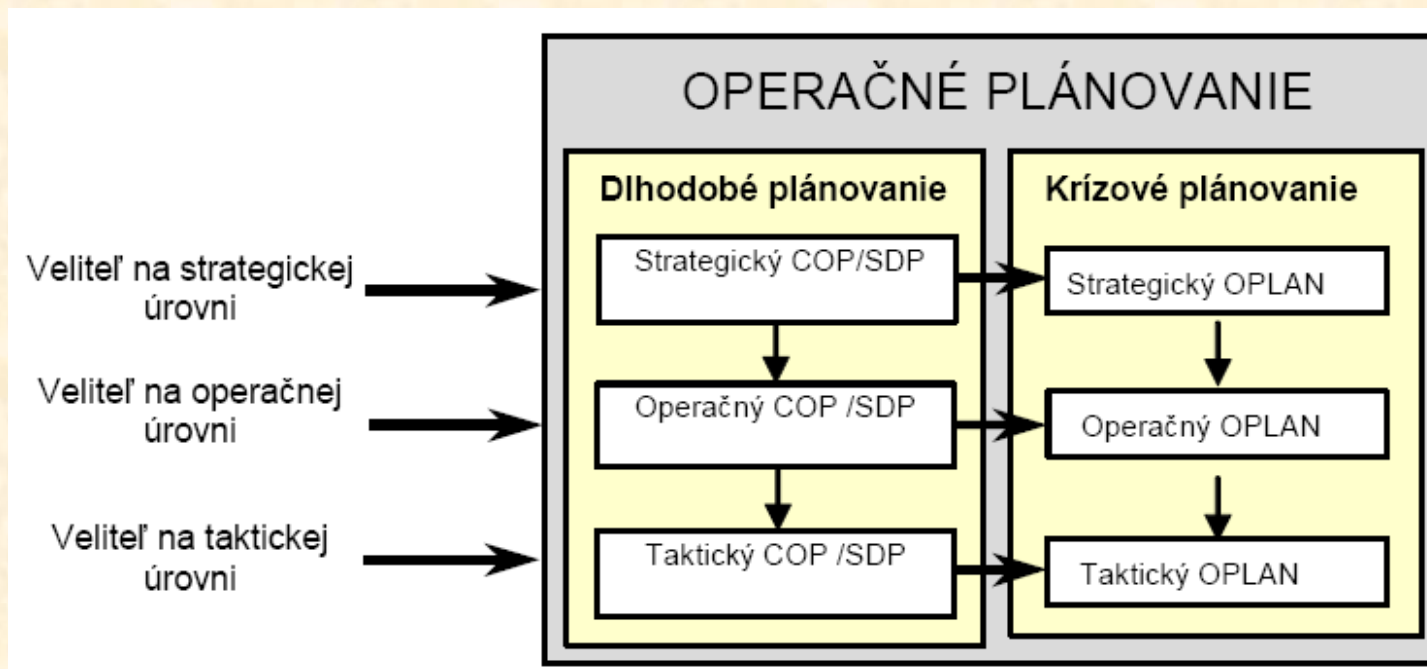 OPERAČNÉ PLÁNOVANIE
Dlhodobé plánovanie
Krízové plánovanie
Veliteľ na strategickej
úrovni
Strategický COP/SDP
Strategický OPLAN
Veliteľ na operačnej
úrovni
Operačný COP /SDP
Operačný OPLAN
Veliteľ na taktickej
úrovni
Taktický COP /SDP
Taktický OPLAN